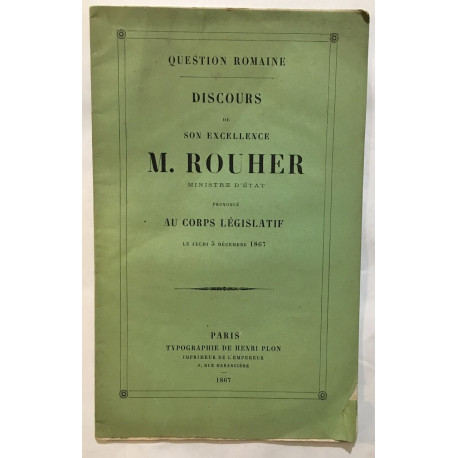 QUESTION ROMAINE
DISCOURS
DE
SON EXCELLENCE
M. ROUHER
MINISTRE D'ÉTAT
PRONONCÉ
AU CORPS LÉGISLATIF
LE JEUDI 5 DÉCEMBRE 1867
PARIS
TYPOGRAPHIE DE HENRI PLON
IMPRIMEUR DE L'EMPEREUR
8, RUE GARANCIÈRE
1867